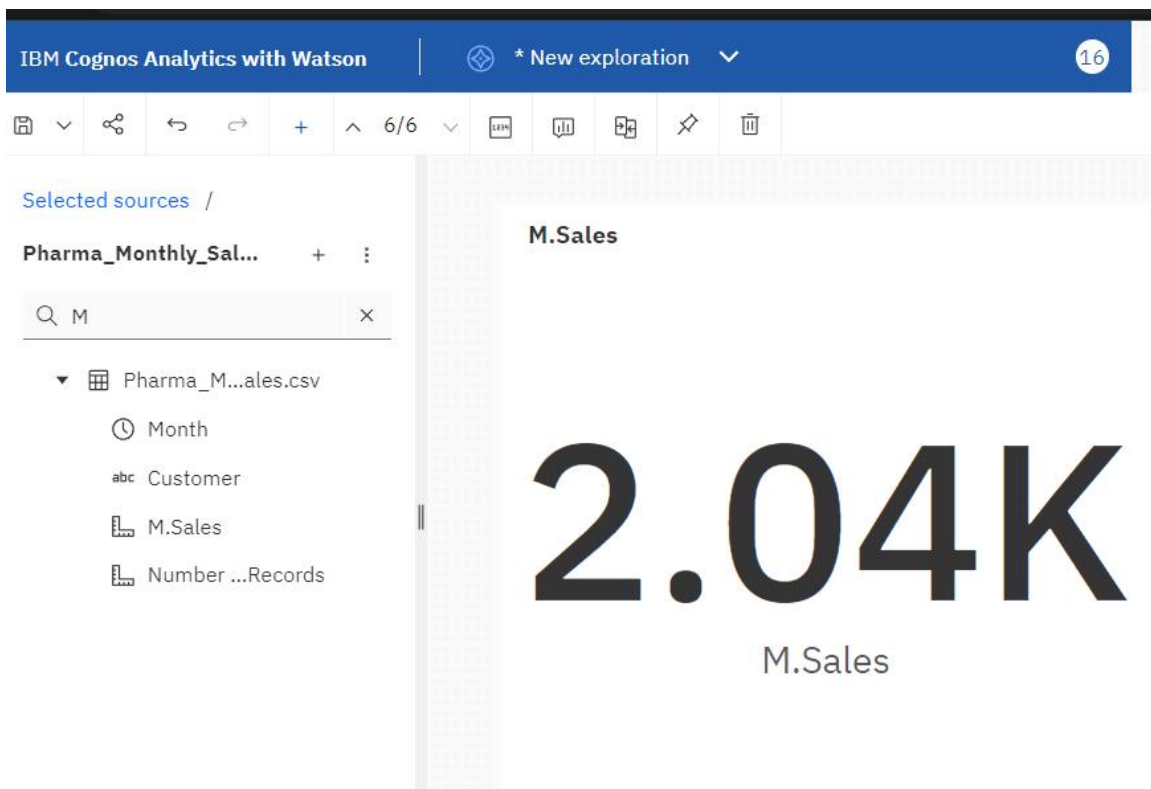 IBM Cognos Analytics with Watson
* New exploration
16
6/6
1234
Selected sources /
Pharma_Monthly_Sal...
M
Pharma_M...ales.csv
Month
abc Customer
M.Sales
Number ...Records
M.Sales
2.04K
M.Sales